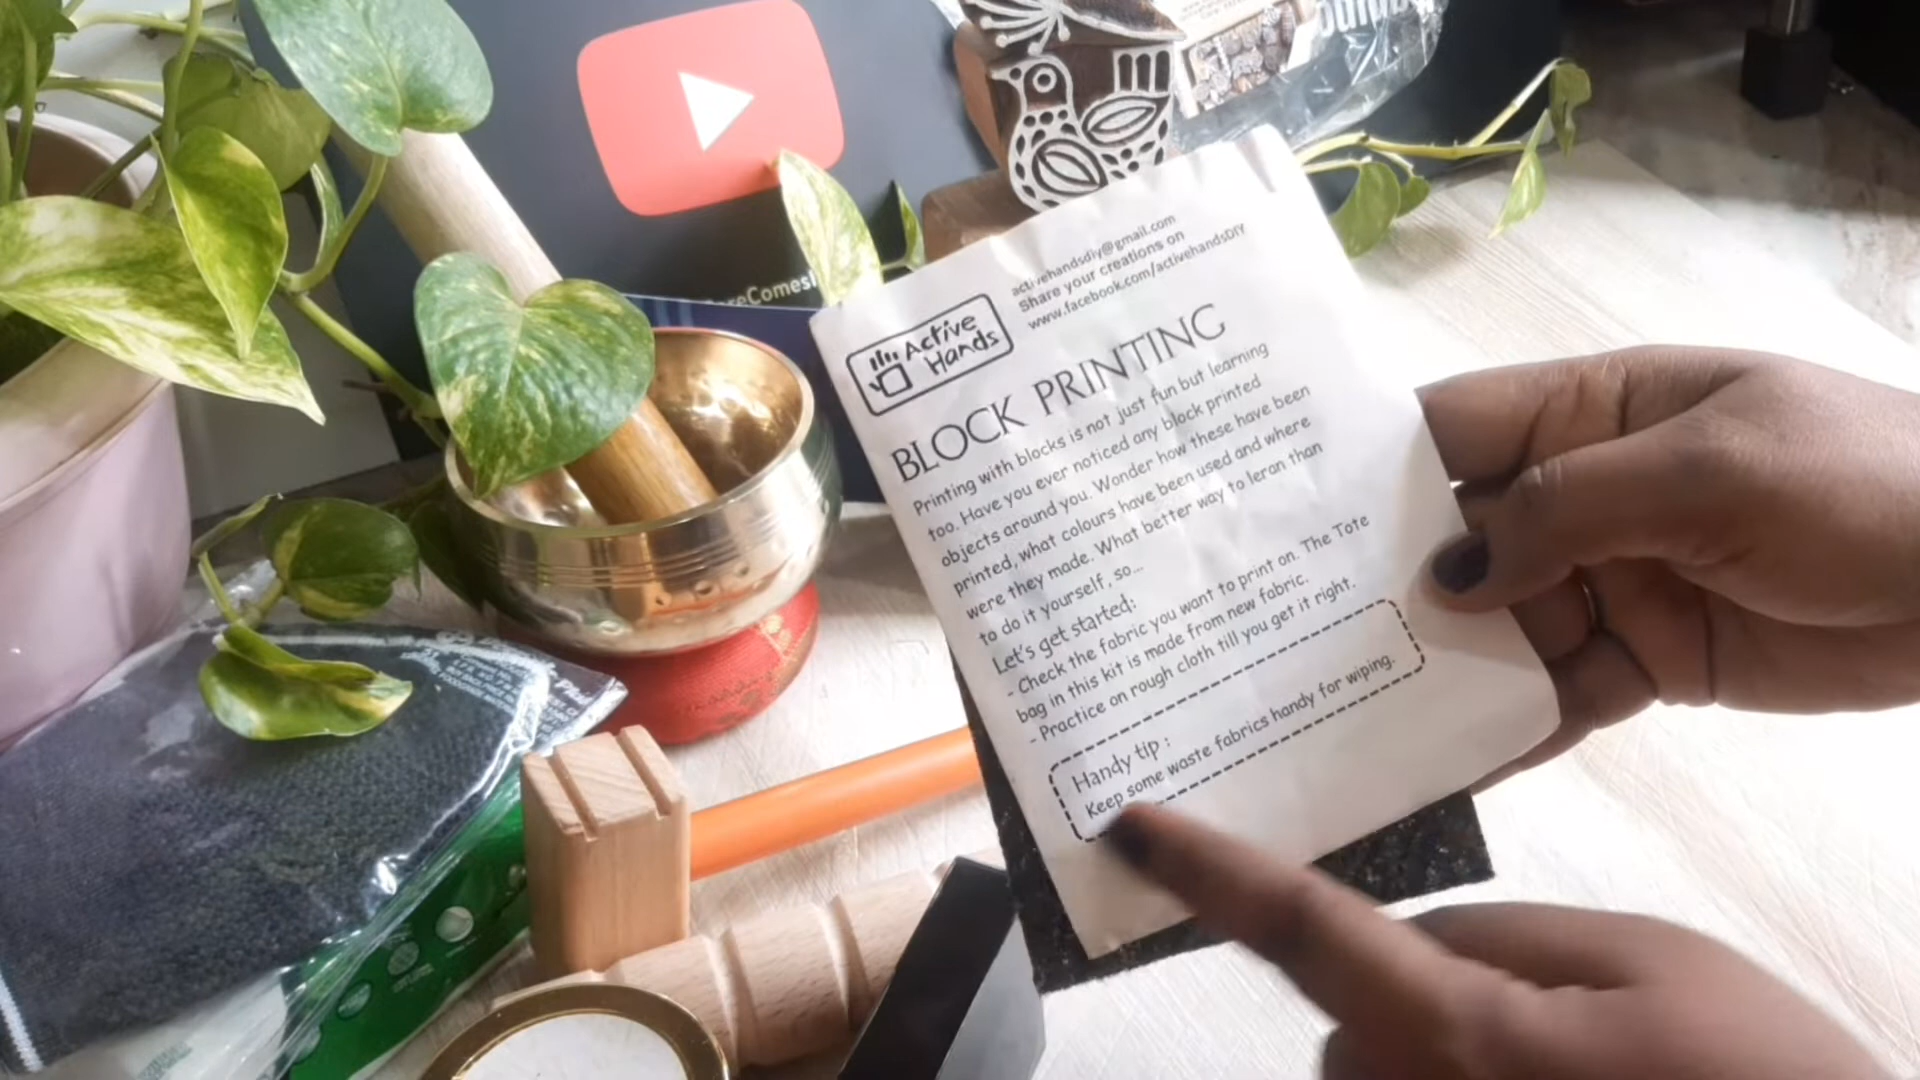 Active
Hands
activehandsdiy@gmail.com
Share your creations on
www.facebook.com/activehandsDIY
BLOCK PRINTING
Printing with blocks is not just fun but learning
too. Have you ever noticed any block printed
objects around you. Wonder how these have been
printed, what colours have been used and where
were they made. What better way to leran than
to do it yourself, so...
Let's get started:
- Check the fabric you want to print on. The Tote
bag in this kit is made from new fabric.
- Practice on rough cloth till you get it right.
Handy tip :
Keep some waste fabrics handy for wiping.